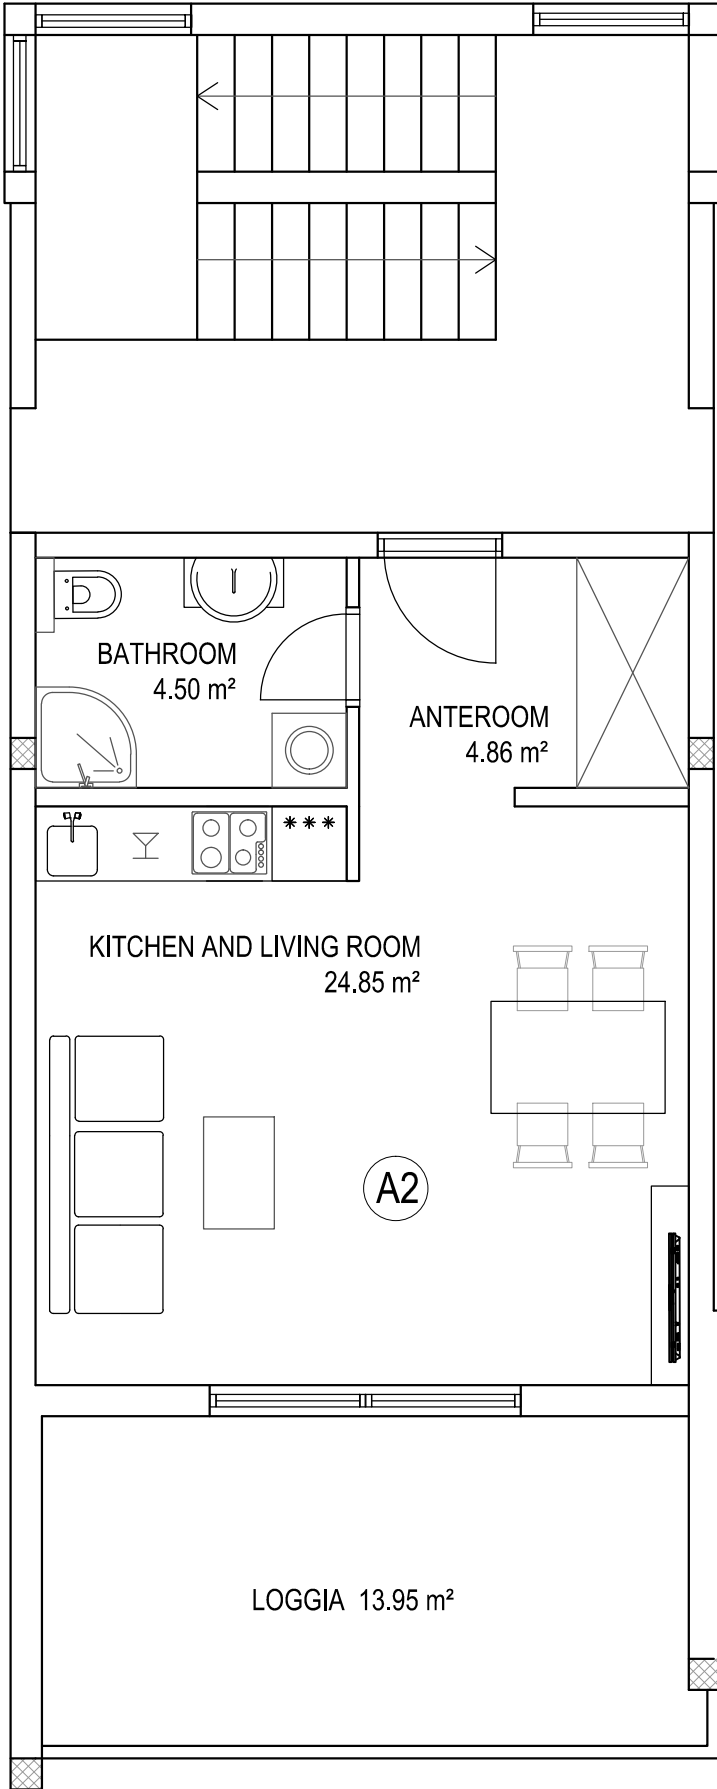 BATHROOM
4.50 m²
ANTEROOM
4.86 m²
***
KITCHEN AND LIVING ROOM
24.85 m²
A2
LOGGIA 13.95 m²